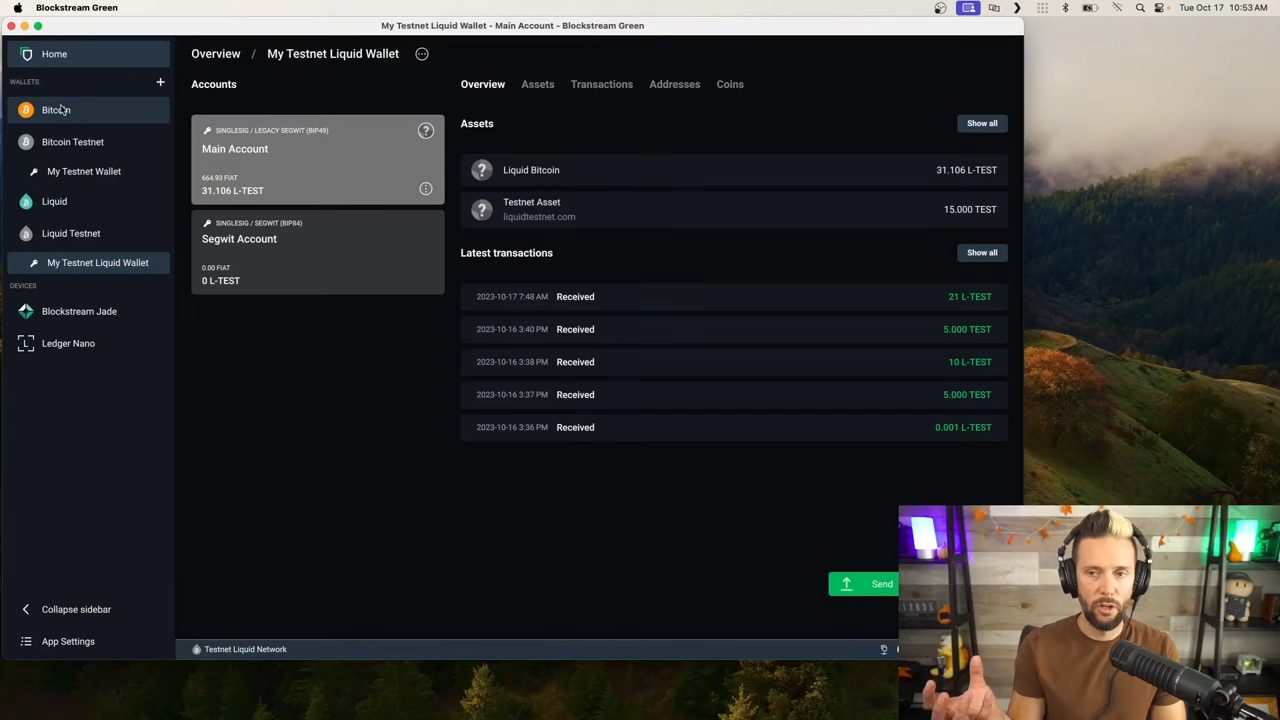 Blockstream Green
Tue Oct 17 10:53 AM
My Testnet Liquid Wallet - Main Account - Blockstream Green
Home
WALLETS
Bitcoin
Bitcoin Testnet
My Testnet Wallet
Liquid
Liquid Testnet
My Testnet Liquid Wallet
DEVICES
Blockstream Jade
Ledger Nano
Collapse sidebar
App Settings
Overview / My Testnet Liquid Wallet
Accounts
SINGLESIG / LEGACY SEGWIT (BIP49)
Main Account
664.93 FIAT
31.106 L-TEST
SINGLESIG / SEGWIT (BIP84)
Segwit Account
0.00 FIAT
0 L-TEST
Overview Assets Transactions Addresses Coins
Assets Show all
Liquid Bitcoin 31.106 L-TEST
Testnet Asset
liquidtestnet.com
15.000 TEST
Latest transactions Show all
2023-10-17 7:48 AM Received 21 L-TEST
2023-10-16 3:40 PM Received 5.000 TEST
2023-10-16 3:38 PM Received 10 L-TEST
2023-10-16 3:37 PM Received 5.000 TEST
2023-10-16 3:36 PM Received 0.001 L-TEST
Send
Testnet Liquid Network